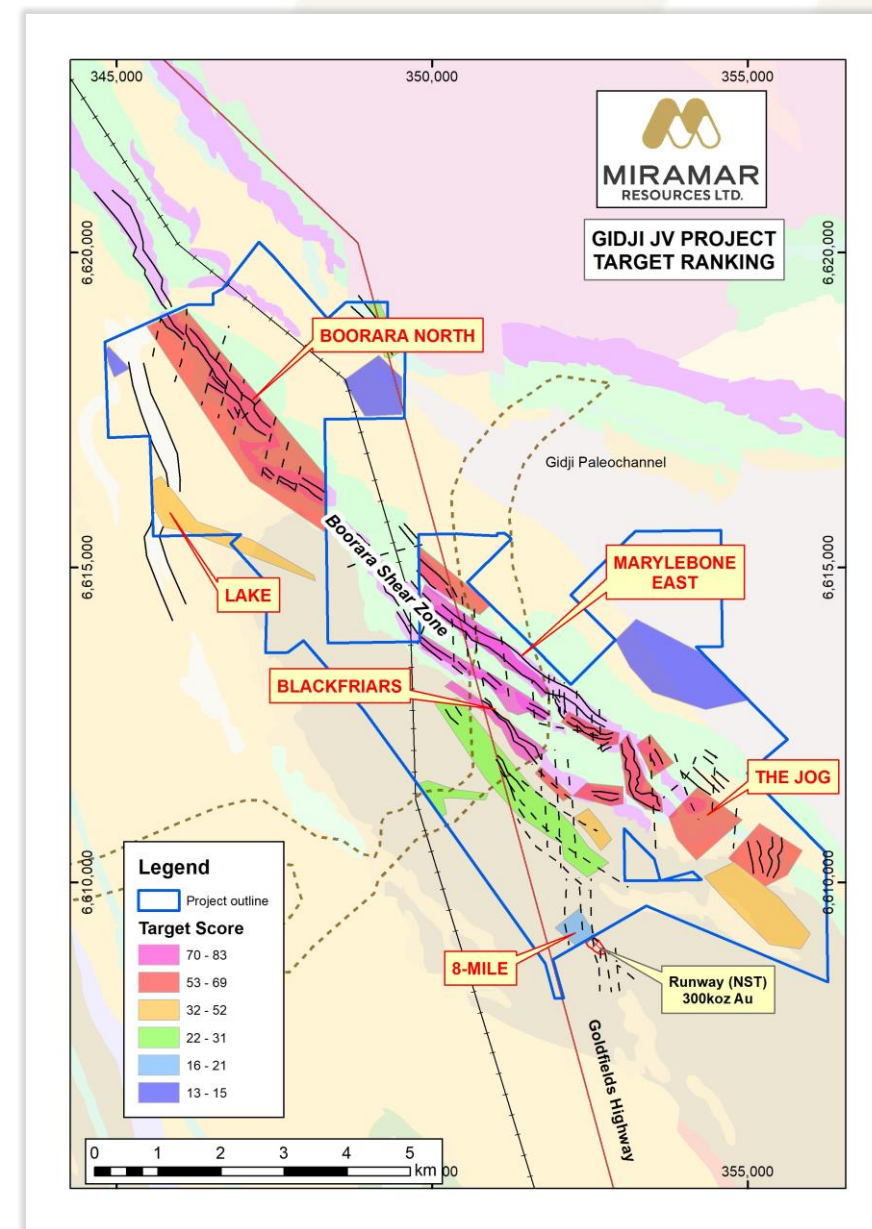 345,000
350,000
355,000
MIRAMAR
RESOURCES LTD.
GIDJI JV PROJECT
TARGET RANKING
6,620,000
6,620,000
BOORARA NORTH
Gidji Paleochannel
Boorara Shear Zone
6,615,000
6,615,000
MARYLEBONE
EAST
LAKE
BLACKFRIARS
THE JOG
6,610,000
6,610,000
Legend
Project outline
Target Score
70 - 83
53 - 69
32 - 52
22 - 31
16 - 21
13 - 15
8-MILE
Runway (NST)
300koz Au
Goldfields Highway
0 1 2 3 4 5
km
355,000